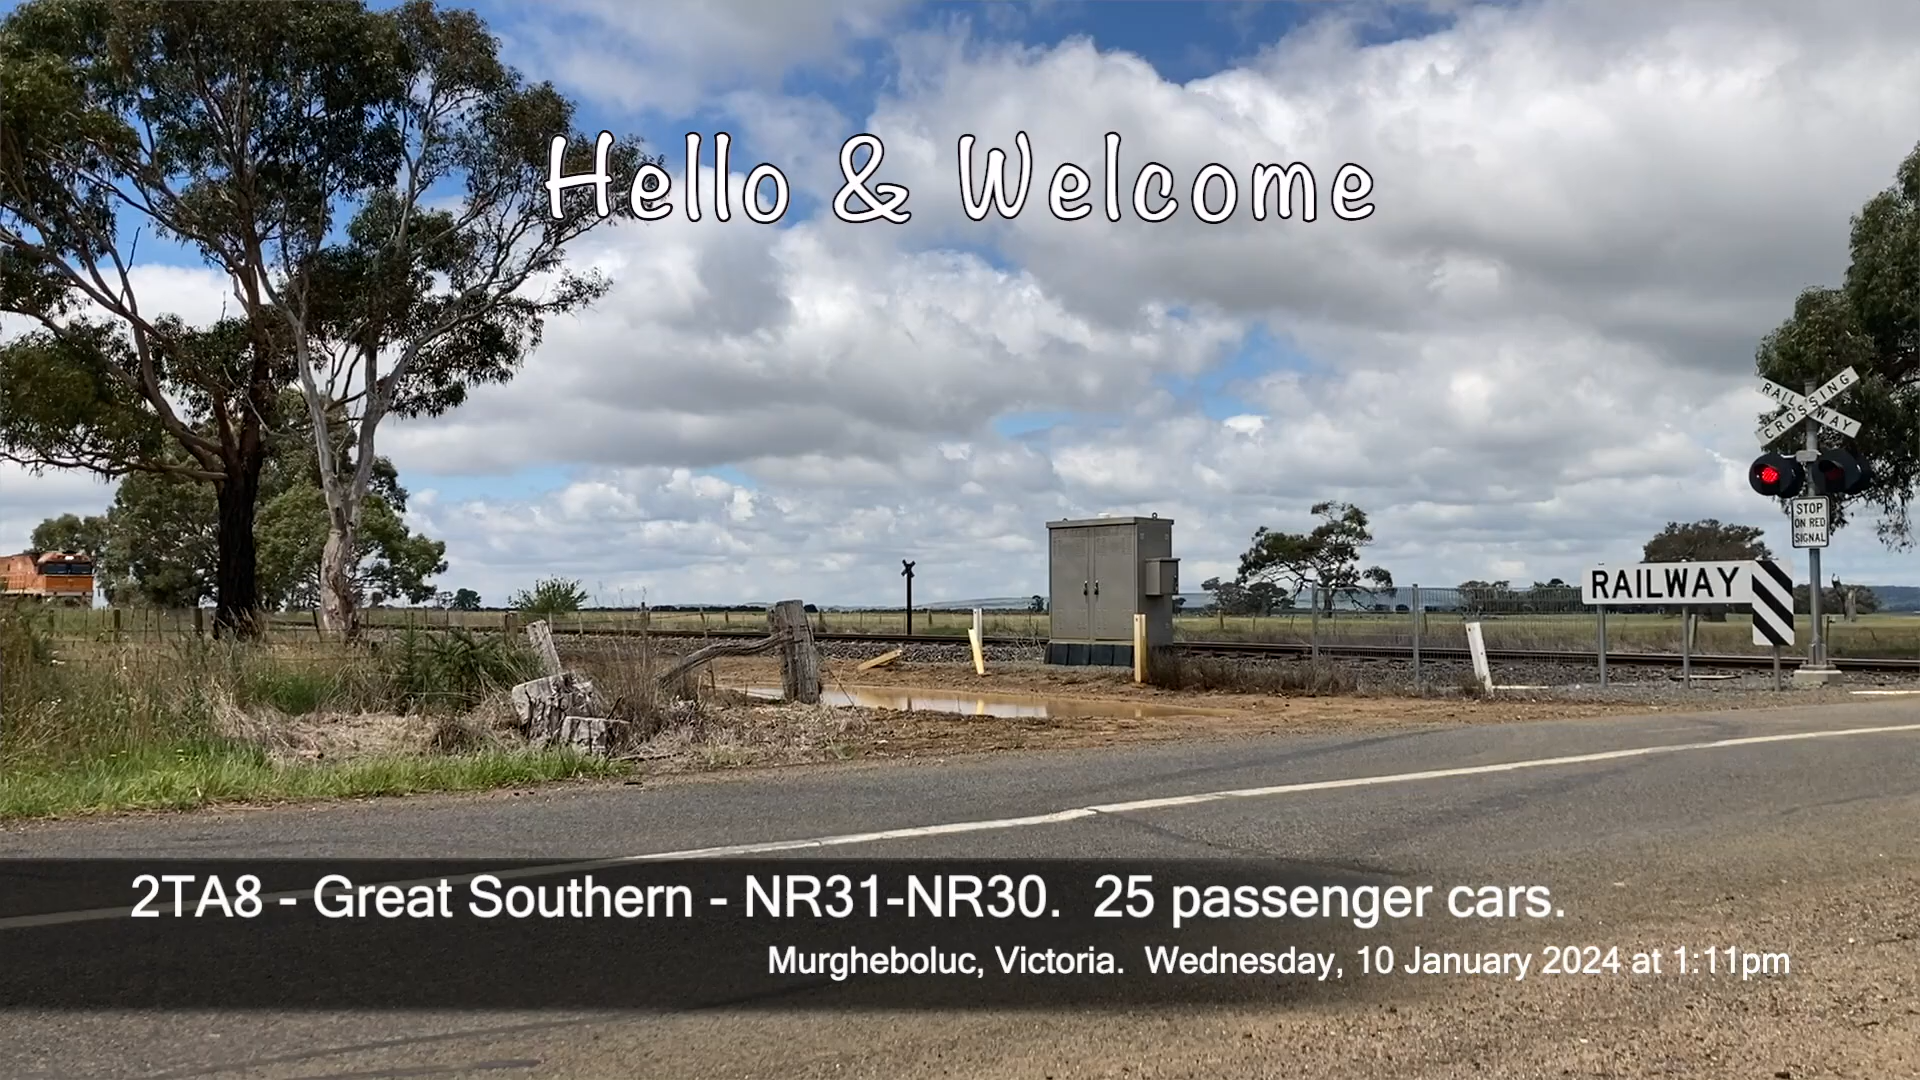 Hello & Welcome
RAILWAY
CROSSING
STOP
ON RED
SIGNAL
RAILWAY
2TA8 - Great Southern - NR31-NR30.  25 passenger cars.
Murgheboluc, Victoria.  Wednesday, 10 January 2024 at 1:11pm